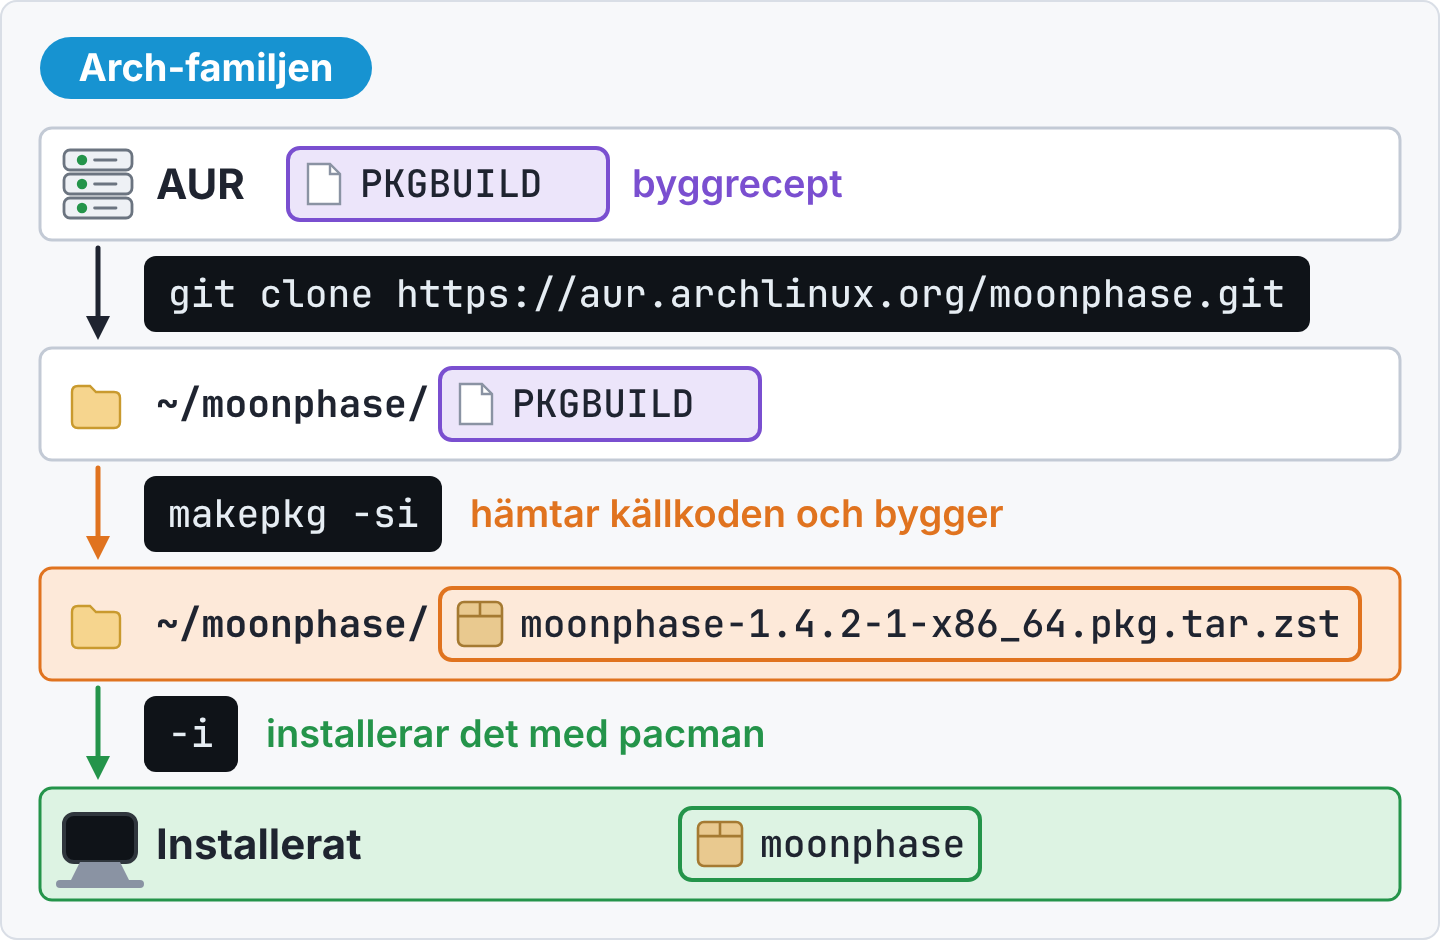 Arch-familjen
AUR PKGBUILD byggrecept
git clone https://aur.archlinux.org/moonphase.git
~/moonphase/ PKGBUILD
makepkg -si hämtar källkoden och bygger
~/moonphase/ moonphase-1.4.2-1-x86_64.pkg.tar.zst
-i installerar det med pacman
Installerat moonphase